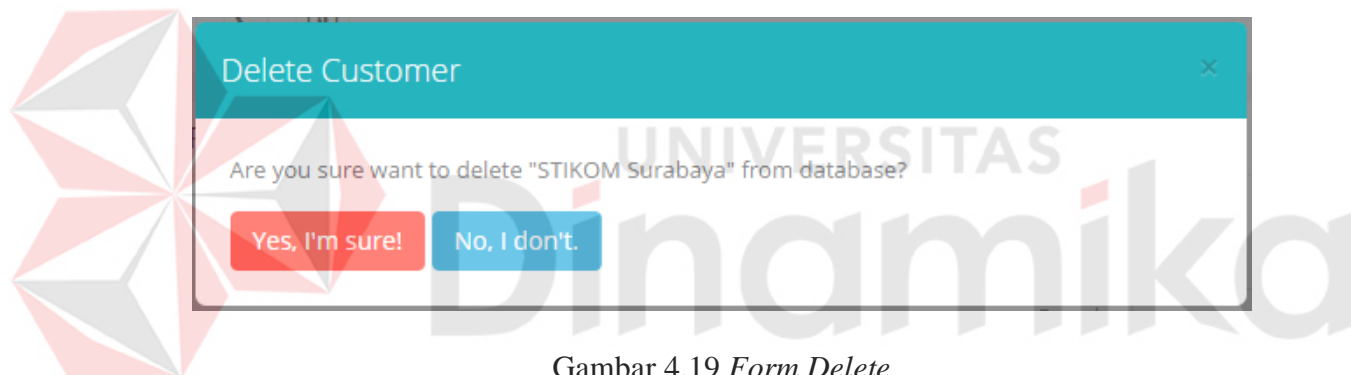 Delete Customer ×
UNIVERSITAS
Are you sure want to delete "STIKOM Surabaya" from database?
Dinamika
Yes, I'm sure! No, I don't.
Gambar 4.19 Form Delete